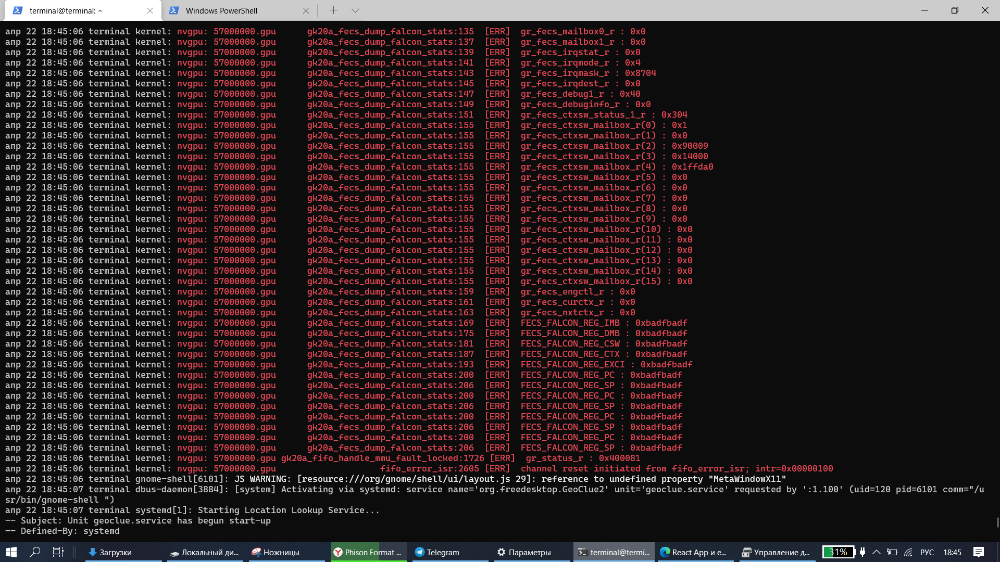 terminal@terminal: ~
Windows PowerShell
апр 22 18:45:06 terminal kernel: nvgpu: 57000000.gpu      gk20a_fecs_dump_falcon_stats:135  [ERR]  gr_fecs_mailbox0_r : 0x0
апр 22 18:45:06 terminal kernel: nvgpu: 57000000.gpu      gk20a_fecs_dump_falcon_stats:137  [ERR]  gr_fecs_mailbox1_r : 0x0
апр 22 18:45:06 terminal kernel: nvgpu: 57000000.gpu      gk20a_fecs_dump_falcon_stats:139  [ERR]  gr_fecs_irqstat_r : 0x0
апр 22 18:45:06 terminal kernel: nvgpu: 57000000.gpu      gk20a_fecs_dump_falcon_stats:141  [ERR]  gr_fecs_irqmode_r : 0x4
апр 22 18:45:06 terminal kernel: nvgpu: 57000000.gpu      gk20a_fecs_dump_falcon_stats:143  [ERR]  gr_fecs_irqmask_r : 0x8704
апр 22 18:45:06 terminal kernel: nvgpu: 57000000.gpu      gk20a_fecs_dump_falcon_stats:145  [ERR]  gr_fecs_irqdest_r : 0x0
апр 22 18:45:06 terminal kernel: nvgpu: 57000000.gpu      gk20a_fecs_dump_falcon_stats:147  [ERR]  gr_fecs_debug1_r : 0x40
апр 22 18:45:06 terminal kernel: nvgpu: 57000000.gpu      gk20a_fecs_dump_falcon_stats:149  [ERR]  gr_fecs_debuginfo_r : 0x0
апр 22 18:45:06 terminal kernel: nvgpu: 57000000.gpu      gk20a_fecs_dump_falcon_stats:151  [ERR]  gr_fecs_ctxsw_status_1_r : 0x304
апр 22 18:45:06 terminal kernel: nvgpu: 57000000.gpu      gk20a_fecs_dump_falcon_stats:155  [ERR]  gr_fecs_ctxsw_mailbox_r(0) : 0x1
апр 22 18:45:06 terminal kernel: nvgpu: 57000000.gpu      gk20a_fecs_dump_falcon_stats:155  [ERR]  gr_fecs_ctxsw_mailbox_r(1) : 0x0
апр 22 18:45:06 terminal kernel: nvgpu: 57000000.gpu      gk20a_fecs_dump_falcon_stats:155  [ERR]  gr_fecs_ctxsw_mailbox_r(2) : 0x90009
апр 22 18:45:06 terminal kernel: nvgpu: 57000000.gpu      gk20a_fecs_dump_falcon_stats:155  [ERR]  gr_fecs_ctxsw_mailbox_r(3) : 0x14000
апр 22 18:45:06 terminal kernel: nvgpu: 57000000.gpu      gk20a_fecs_dump_falcon_stats:155  [ERR]  gr_fecs_ctxsw_mailbox_r(4) : 0x1ffda0
апр 22 18:45:06 terminal kernel: nvgpu: 57000000.gpu      gk20a_fecs_dump_falcon_stats:155  [ERR]  gr_fecs_ctxsw_mailbox_r(5) : 0x0
апр 22 18:45:06 terminal kernel: nvgpu: 57000000.gpu      gk20a_fecs_dump_falcon_stats:155  [ERR]  gr_fecs_ctxsw_mailbox_r(6) : 0x0
апр 22 18:45:06 terminal kernel: nvgpu: 57000000.gpu      gk20a_fecs_dump_falcon_stats:155  [ERR]  gr_fecs_ctxsw_mailbox_r(7) : 0x0
апр 22 18:45:06 terminal kernel: nvgpu: 57000000.gpu      gk20a_fecs_dump_falcon_stats:155  [ERR]  gr_fecs_ctxsw_mailbox_r(8) : 0x0
апр 22 18:45:06 terminal kernel: nvgpu: 57000000.gpu      gk20a_fecs_dump_falcon_stats:155  [ERR]  gr_fecs_ctxsw_mailbox_r(9) : 0x0
апр 22 18:45:06 terminal kernel: nvgpu: 57000000.gpu      gk20a_fecs_dump_falcon_stats:155  [ERR]  gr_fecs_ctxsw_mailbox_r(10) : 0x0
апр 22 18:45:06 terminal kernel: nvgpu: 57000000.gpu      gk20a_fecs_dump_falcon_stats:155  [ERR]  gr_fecs_ctxsw_mailbox_r(11) : 0x0
апр 22 18:45:06 terminal kernel: nvgpu: 57000000.gpu      gk20a_fecs_dump_falcon_stats:155  [ERR]  gr_fecs_ctxsw_mailbox_r(12) : 0x0
апр 22 18:45:06 terminal kernel: nvgpu: 57000000.gpu      gk20a_fecs_dump_falcon_stats:155  [ERR]  gr_fecs_ctxsw_mailbox_r(13) : 0x0
апр 22 18:45:06 terminal kernel: nvgpu: 57000000.gpu      gk20a_fecs_dump_falcon_stats:155  [ERR]  gr_fecs_ctxsw_mailbox_r(14) : 0x0
апр 22 18:45:06 terminal kernel: nvgpu: 57000000.gpu      gk20a_fecs_dump_falcon_stats:155  [ERR]  gr_fecs_ctxsw_mailbox_r(15) : 0x0
апр 22 18:45:06 terminal kernel: nvgpu: 57000000.gpu      gk20a_fecs_dump_falcon_stats:159  [ERR]  gr_fecs_engctl_r : 0x0
апр 22 18:45:06 terminal kernel: nvgpu: 57000000.gpu      gk20a_fecs_dump_falcon_stats:161  [ERR]  gr_fecs_curctx_r : 0x0
апр 22 18:45:06 terminal kernel: nvgpu: 57000000.gpu      gk20a_fecs_dump_falcon_stats:163  [ERR]  gr_fecs_nxtctx_r : 0x0
апр 22 18:45:06 terminal kernel: nvgpu: 57000000.gpu      gk20a_fecs_dump_falcon_stats:169  [ERR]  FECS_FALCON_REG_IMB : 0xbadfbadf
апр 22 18:45:06 terminal kernel: nvgpu: 57000000.gpu      gk20a_fecs_dump_falcon_stats:175  [ERR]  FECS_FALCON_REG_DMB : 0xbadfbadf
апр 22 18:45:06 terminal kernel: nvgpu: 57000000.gpu      gk20a_fecs_dump_falcon_stats:181  [ERR]  FECS_FALCON_REG_CSW : 0xbadfbadf
апр 22 18:45:06 terminal kernel: nvgpu: 57000000.gpu      gk20a_fecs_dump_falcon_stats:187  [ERR]  FECS_FALCON_REG_CTX : 0xbadfbadf
апр 22 18:45:06 terminal kernel: nvgpu: 57000000.gpu      gk20a_fecs_dump_falcon_stats:193  [ERR]  FECS_FALCON_REG_EXCI : 0xbadfbadf
апр 22 18:45:06 terminal kernel: nvgpu: 57000000.gpu      gk20a_fecs_dump_falcon_stats:200  [ERR]  FECS_FALCON_REG_PC : 0xbadfbadf
апр 22 18:45:06 terminal kernel: nvgpu: 57000000.gpu      gk20a_fecs_dump_falcon_stats:206  [ERR]  FECS_FALCON_REG_SP : 0xbadfbadf
апр 22 18:45:06 terminal kernel: nvgpu: 57000000.gpu      gk20a_fecs_dump_falcon_stats:200  [ERR]  FECS_FALCON_REG_PC : 0xbadfbadf
апр 22 18:45:06 terminal kernel: nvgpu: 57000000.gpu      gk20a_fecs_dump_falcon_stats:206  [ERR]  FECS_FALCON_REG_SP : 0xbadfbadf
апр 22 18:45:06 terminal kernel: nvgpu: 57000000.gpu      gk20a_fecs_dump_falcon_stats:200  [ERR]  FECS_FALCON_REG_PC : 0xbadfbadf
апр 22 18:45:06 terminal kernel: nvgpu: 57000000.gpu      gk20a_fecs_dump_falcon_stats:206  [ERR]  FECS_FALCON_REG_SP : 0xbadfbadf
апр 22 18:45:06 terminal kernel: nvgpu: 57000000.gpu      gk20a_fecs_dump_falcon_stats:200  [ERR]  FECS_FALCON_REG_PC : 0xbadfbadf
апр 22 18:45:06 terminal kernel: nvgpu: 57000000.gpu      gk20a_fecs_dump_falcon_stats:206  [ERR]  FECS_FALCON_REG_SP : 0xbadfbadf
апр 22 18:45:06 terminal kernel: nvgpu: 57000000.gpu gk20a_fifo_handle_mmu_fault_locked:1726 [ERR]  gr_status_r : 0x400081
апр 22 18:45:06 terminal kernel: nvgpu: 57000000.gpu                    fifo_error_isr:2605 [ERR]  channel reset initiated from fifo_error_isr; intr=0x00000100
апр 22 18:45:06 terminal gnome-shell[6101]: JS WARNING: [resource:///org/gnome/shell/ui/layout.js 29]: reference to undefined property "MetaWindowX11"
апр 22 18:45:07 terminal dbus-daemon[3884]: [system] Activating via systemd: service name='org.freedesktop.GeoClue2' unit='geoclue.service' requested by ':1.100' (uid=120 pid=6101 comm="/u
sr/bin/gnome-shell ")
апр 22 18:45:07 terminal systemd[1]: Starting Location Lookup Service...
-- Subject: Unit geoclue.service has begun start-up
-- Defined-By: systemd
Загрузки
Локальный ди...
Ножницы
Phison Format ...
Telegram
Параметры
terminal@termi...
React App и е...
Управление д...
31%
РУС
18:45